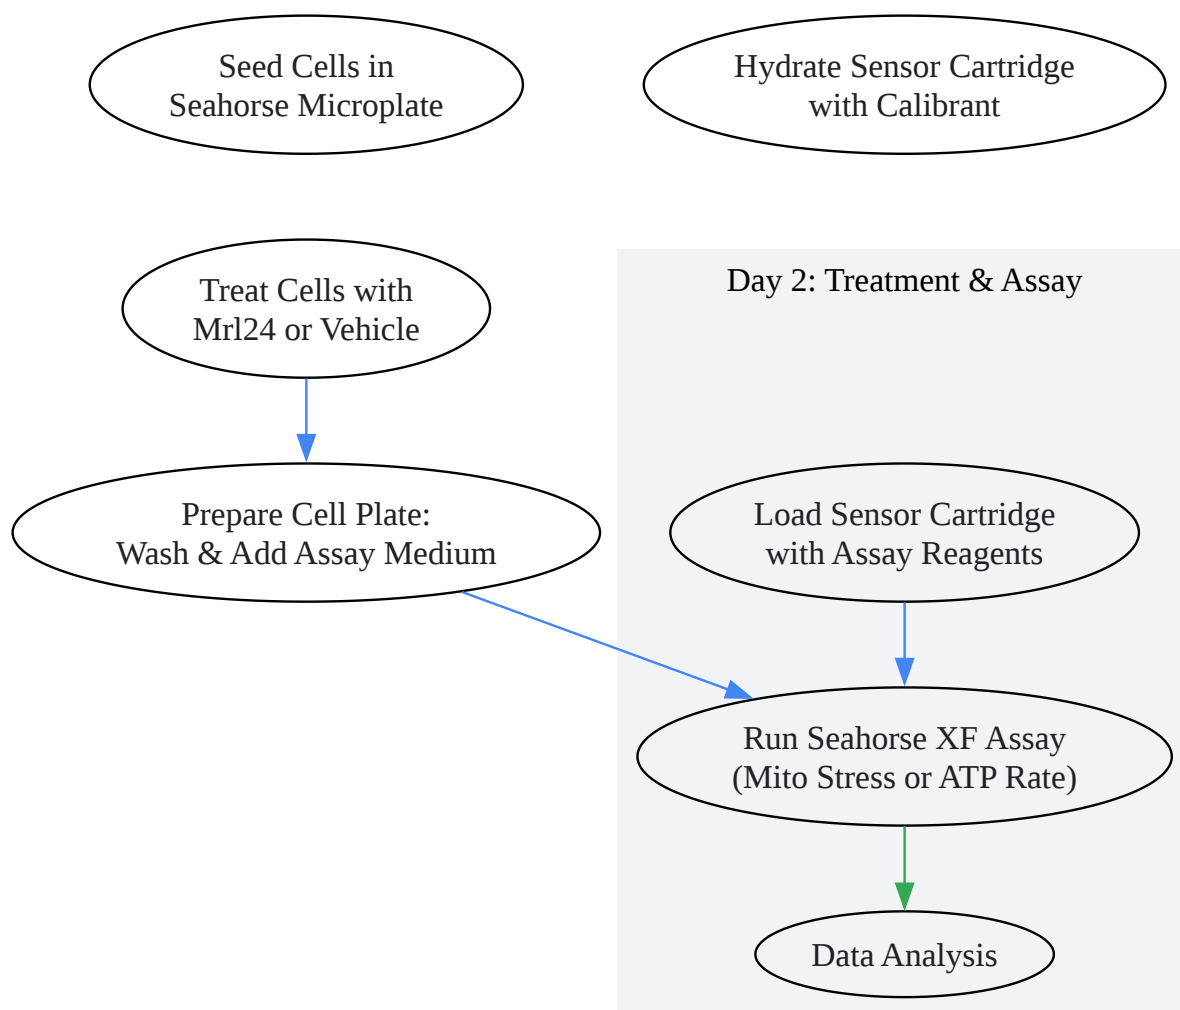 Seed Cells in
Seahorse Microplate
Hydrate Sensor Cartridge
with Calibrant
Treat Cells with
Mrl24 or Vehicle
Day 2: Treatment & Assay
Prepare Cell Plate:
Wash & Add Assay Medium
Load Sensor Cartridge
with Assay Reagents
Run Seahorse XF Assay
(Mito Stress or ATP Rate)
Data Analysis